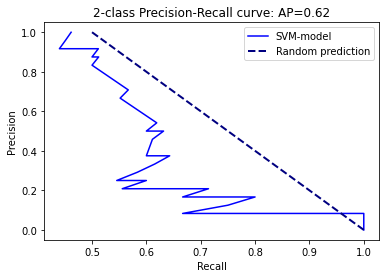 2-class Precision-Recall curve: AP=0.62
SVM-model
Random prediction
Precision
1.0
0.8
0.6
0.4
0.2
0.0
0.5 0.6 0.7 0.8 0.9 1.0
Recall